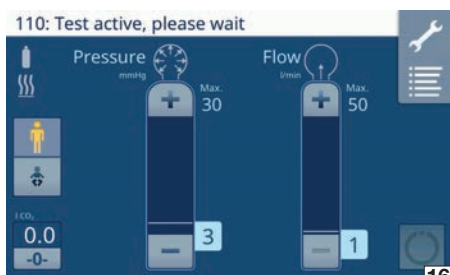 110: Test active, please wait
Pressure
mmHg
Flow
l/min
Max.
30
Max.
50
+
+
3
1
−
−
l CO₂
0.0
-0-
16